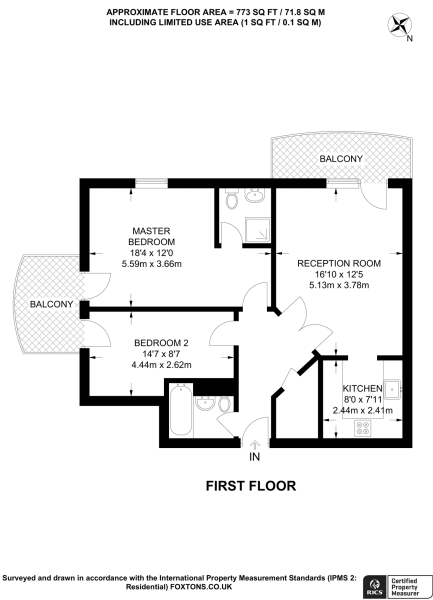 APPROXIMATE FLOOR AREA = 773 SQ FT / 71.8 SQ M
INCLUDING LIMITED USE AREA (1 SQ FT / 0.1 SQ M)
N
BALCONY
MASTER
BEDROOM
18'4 x 12'0
5.59m x 3.66m
RECEPTION ROOM
16'10 x 12'5
5.13m x 3.78m
BALCONY
BEDROOM 2
14'7 x 8'7
4.44m x 2.62m
KITCHEN
8'0 x 7'11
2.44m x 2.41m
IN
FIRST FLOOR
Surveyed and drawn in accordance with the International Property Measurement Standards (IPMS 2:
Residential) FOXTONS.CO.UK
RICS
Certified
Property
Measurer